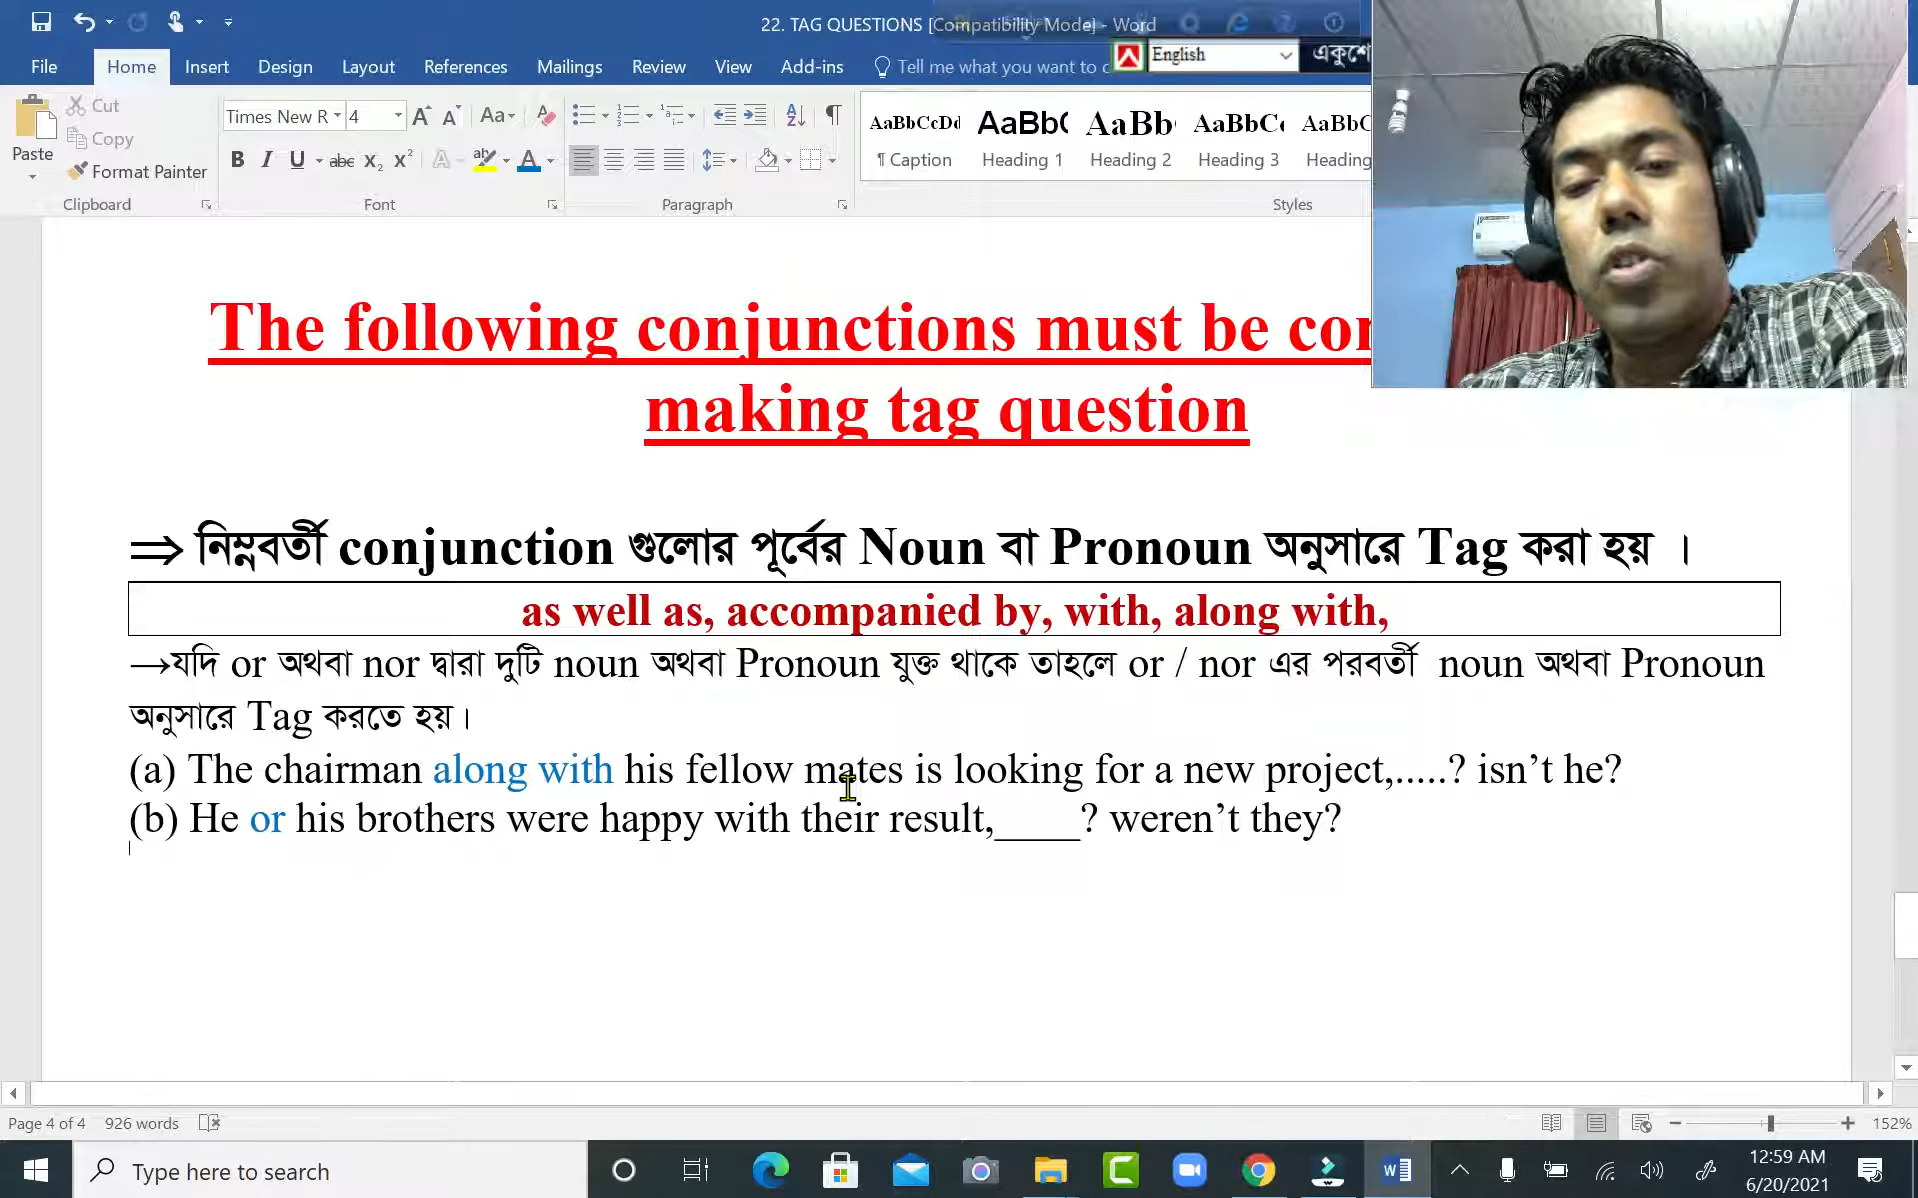 22. TAG QUESTIONS [Compatibility Mode] - Word
English
একুশে
File Home Insert Design Layout References Mailings Review View Add-ins Tell me what you want to
Cut
Copy
Format Painter
Paste
Clipboard
Times New R 4
Font
Paragraph
AaBbCcDd AaBb( AaBb AaBbC AaBbC
¶ Caption Heading 1 Heading 2 Heading 3 Heading
Styles
The following conjunctions must be
making tag question
⇒ নিম্নবর্তী conjunction গুলোর পূর্বের Noun বা Pronoun অনুসারে Tag করা হয় ।
as well as, accompanied by, with, along with,
→যদি or অথবা nor দ্বারা দুটি noun অথবা Pronoun যুক্ত থাকে তাহলে or / nor এর পরবর্তী noun অথবা Pronoun
অনুসারে Tag করতে হয়।
(a) The chairman along with his fellow mates is looking for a new project,.....? isn’t he?
(b) He or his brothers were happy with their result,____? weren’t they?
Page 4 of 4 926 words
152%
Type here to search
12:59 AM
6/20/2021